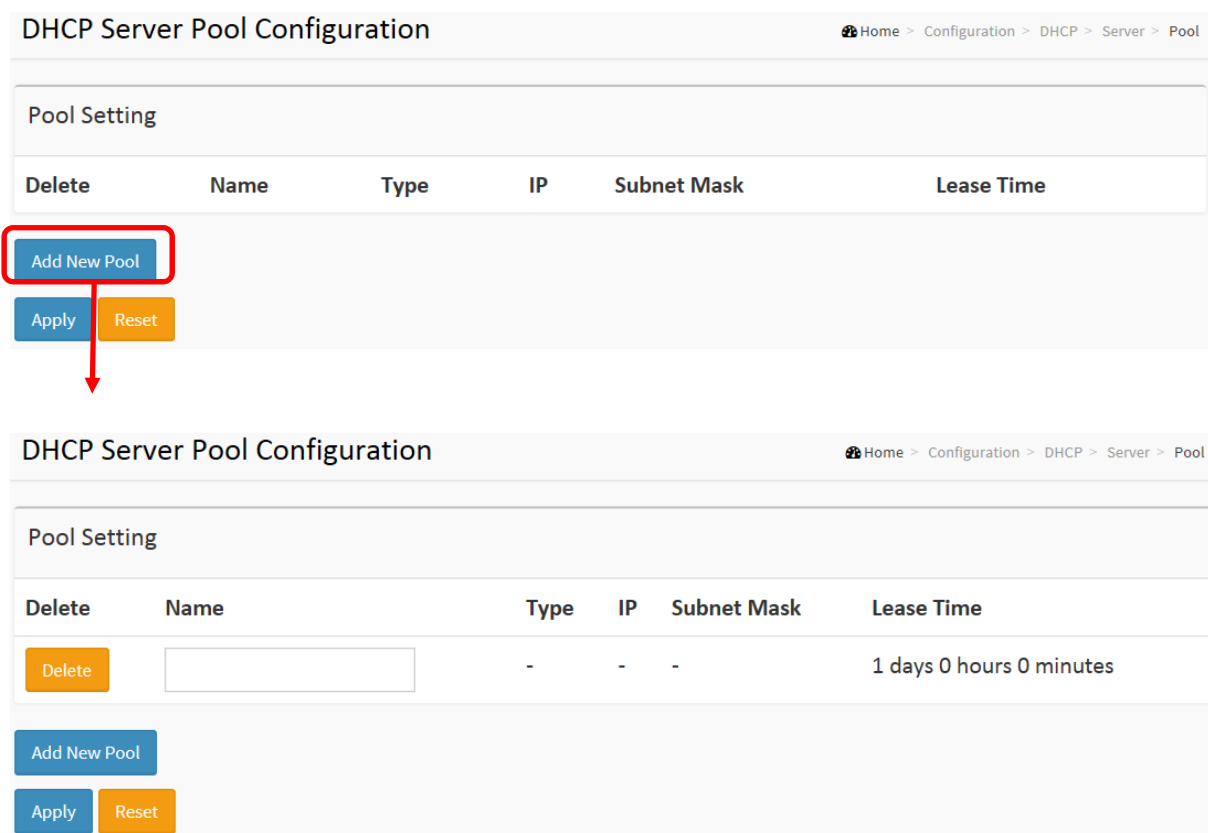 DHCP Server Pool Configuration Home > Configuration > DHCP > Server > Pool
Pool Setting
Delete Name Type IP Subnet Mask Lease Time
Add New Pool
Apply Reset
DHCP Server Pool Configuration Home > Configuration > DHCP > Server > Pool
Pool Setting
Delete Name Type IP Subnet Mask Lease Time
Delete - - - 1 days 0 hours 0 minutes
Add New Pool
Apply Reset